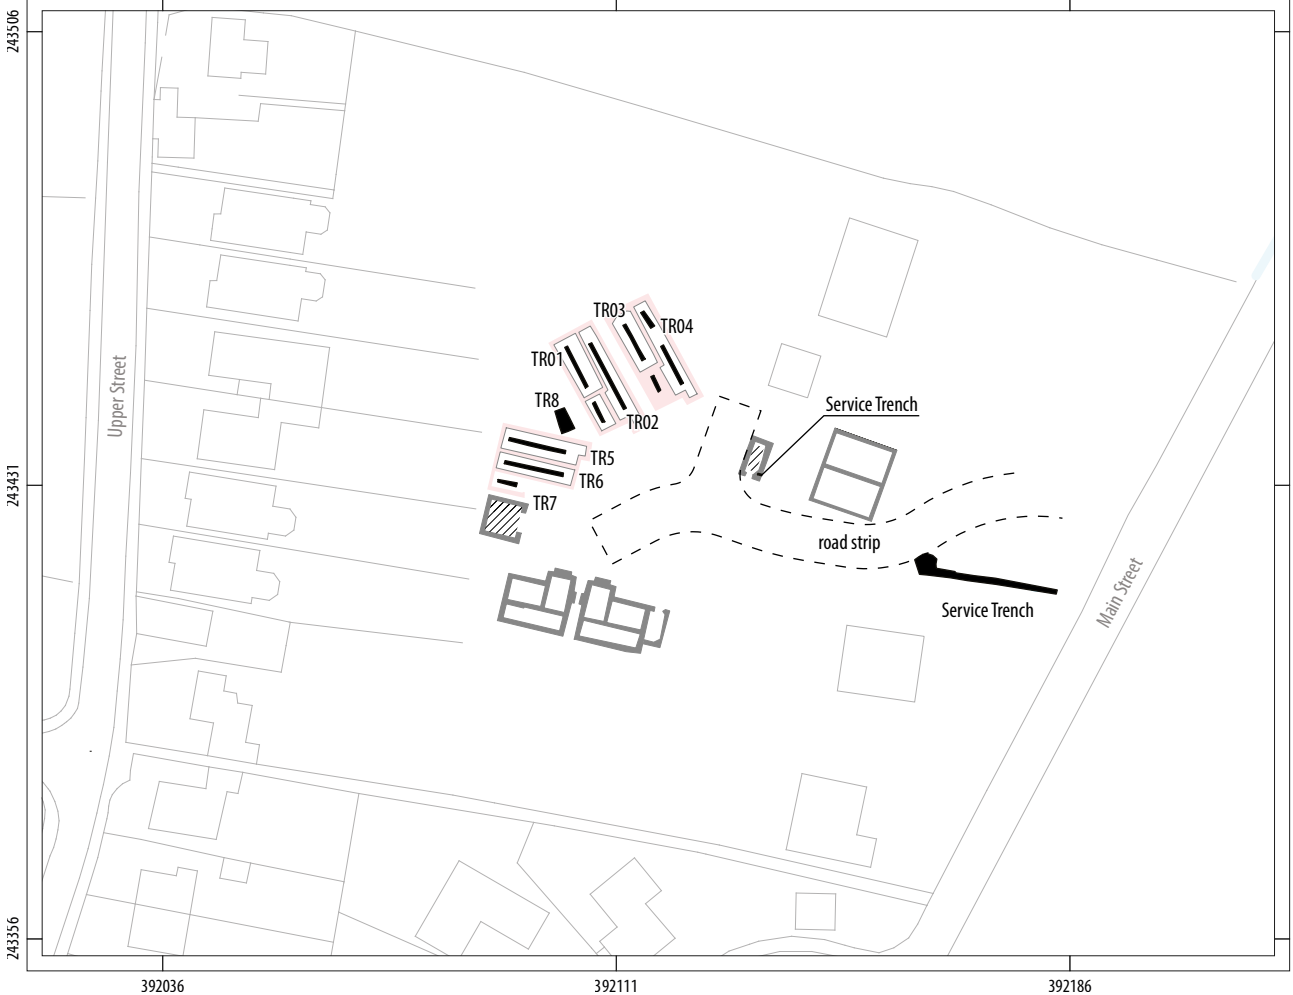 243506
TR03
TR04
TR01
Upper Street
TR8
Service Trench
TR02
TR5
243431
TR6
TR7
road strip
Main Street
Service Trench
243356
392036
392111
392186